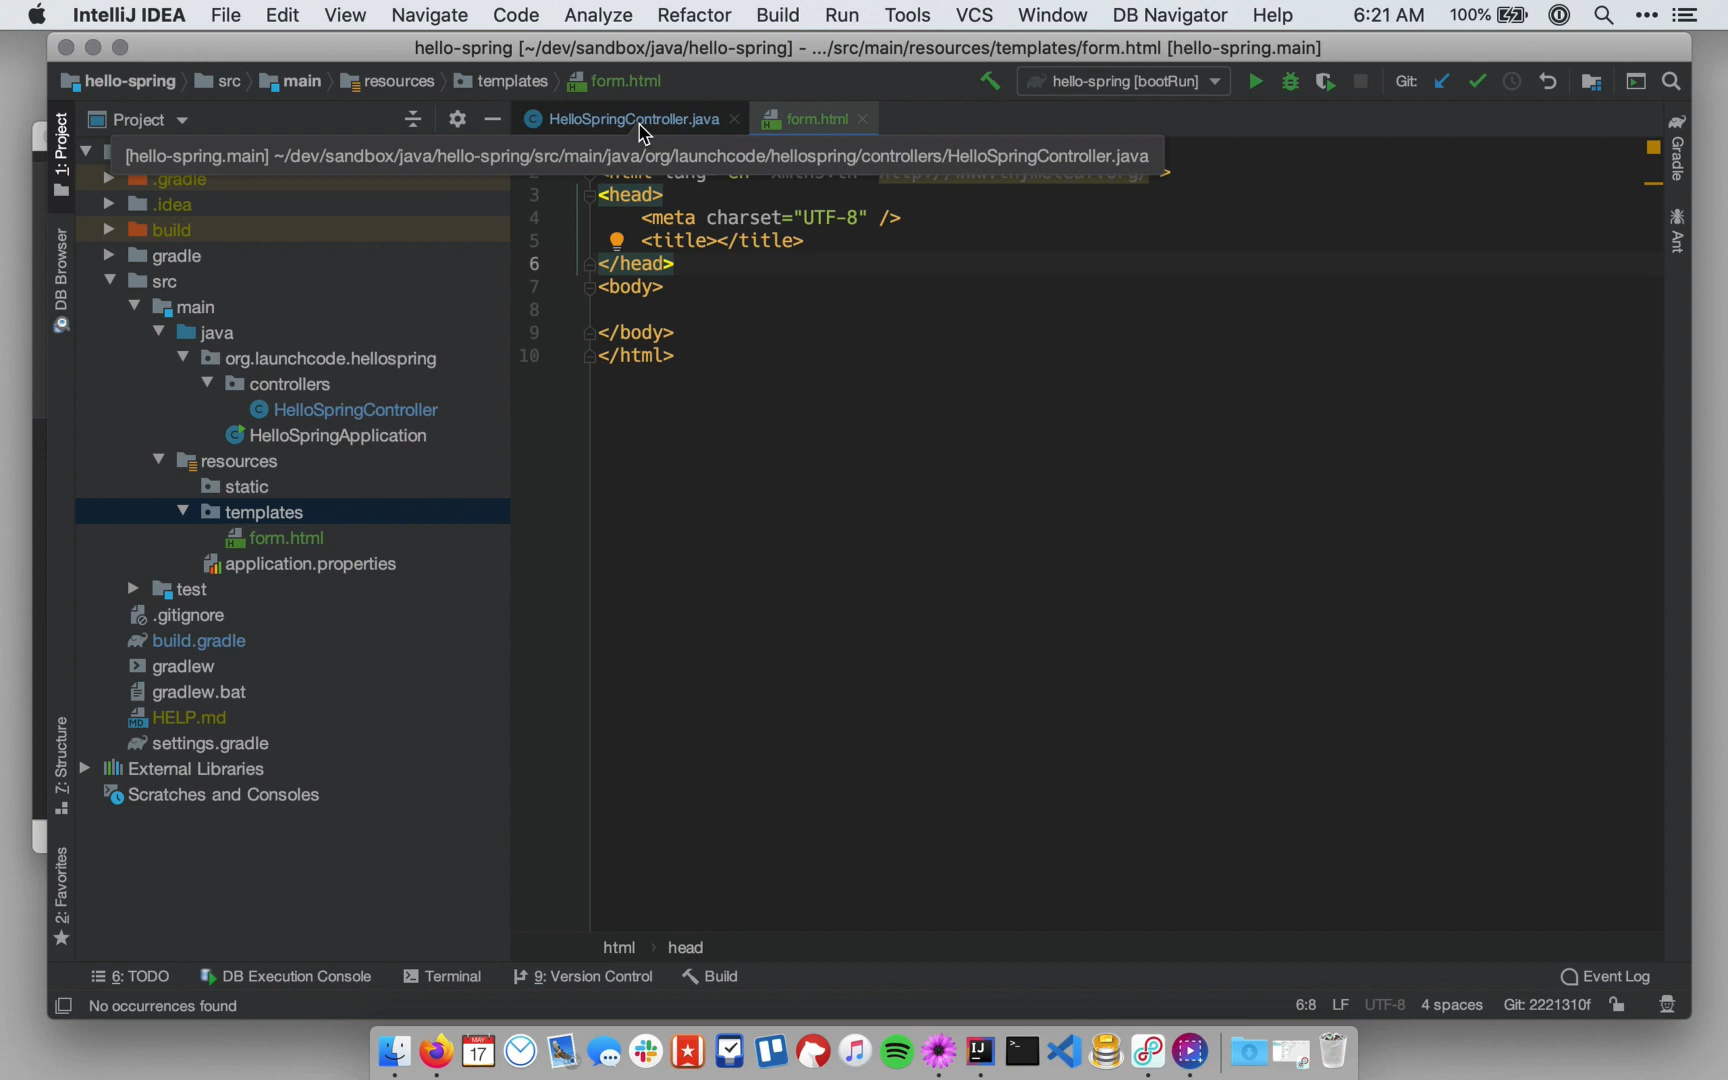 IntelliJ IDEA File Edit View Navigate Code Analyze Refactor Build Run Tools VCS Window DB Navigator Help 6:21 AM 100%
hello-spring [~/dev/sandbox/java/hello-spring] - .../src/main/resources/templates/form.html [hello-spring.main]
hello-spring src main resources templates form.html hello-spring [bootRun] Git:
Project HelloSpringController.java form.html
[hello-spring.main] ~/dev/sandbox/java/hello-spring/src/main/java/org/launchcode/hellospring/controllers/HelloSpringController.java
1: Project
DB Browser
7: Structure
2: Favorites
.gradle
.idea
build
gradle
src
main
java
org.launchcode.hellospring
controllers
HelloSpringController
HelloSpringApplication
resources
static
templates
form.html
application.properties
test
.gitignore
build.gradle
gradlew
gradlew.bat
HELP.md
settings.gradle
External Libraries
Scratches and Consoles
3 <head>
4 <meta charset="UTF-8" />
5 <title></title>
6 </head>
7 <body>
8
9 </body>
10 </html>
Gradle
Ant
html head
6: TODO DB Execution Console Terminal 9: Version Control Build Event Log
No occurrences found 6:8 LF UTF-8 4 spaces Git: 2221310f
MAY
17
IJ